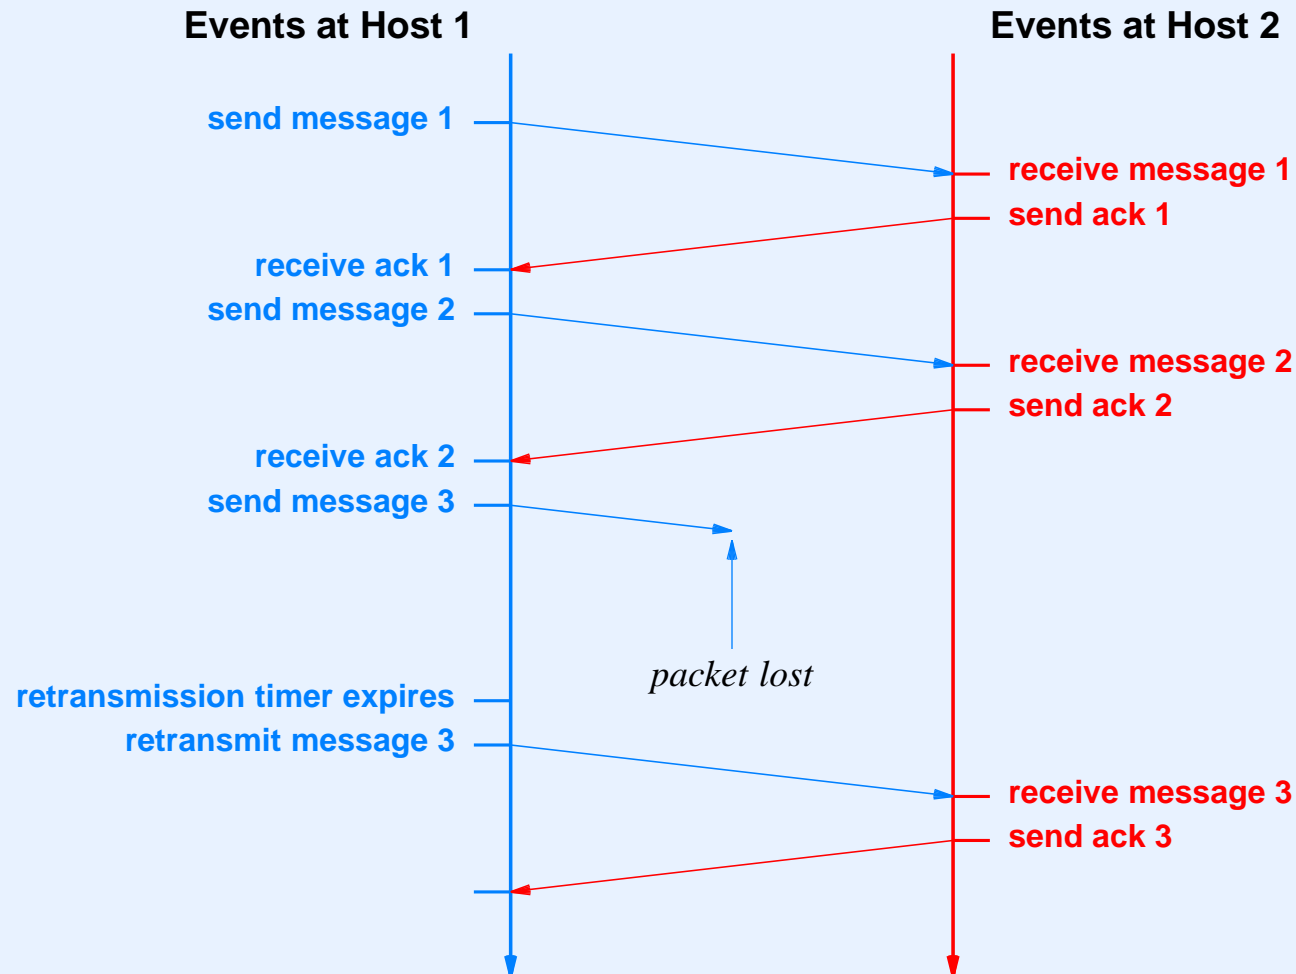 Events at Host 1
Events at Host 2
send message 1
receive message 1
send ack 1
receive ack 1
send message 2
receive message 2
send ack 2
receive ack 2
send message 3
packet lost
retransmission timer expires
retransmit message 3
receive message 3
send ack 3